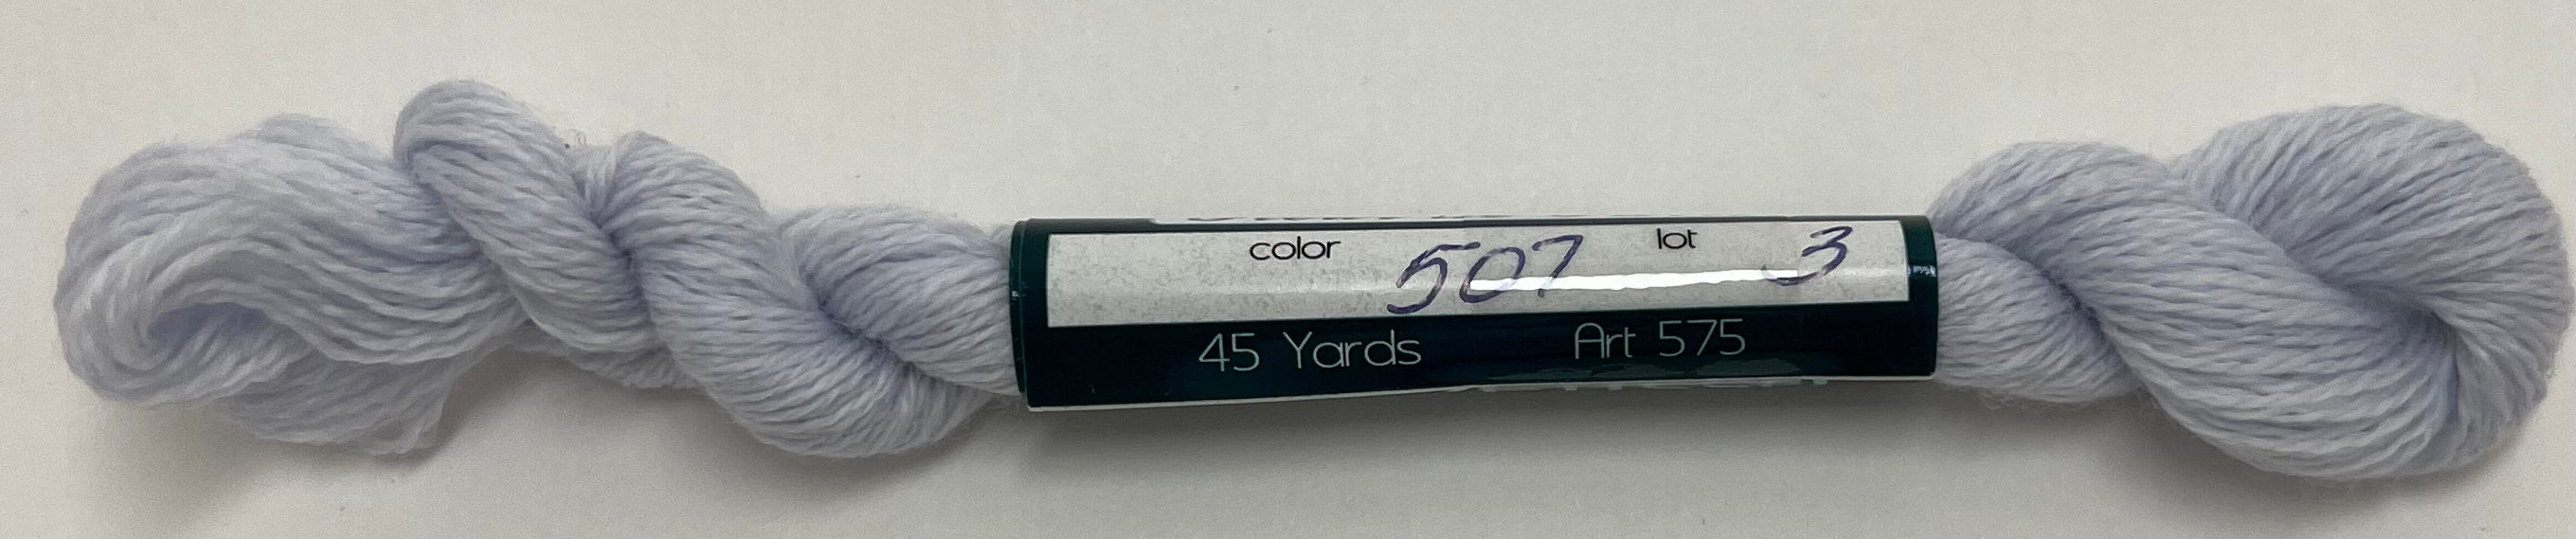 color 507 lot 3
45 Yards Art 575